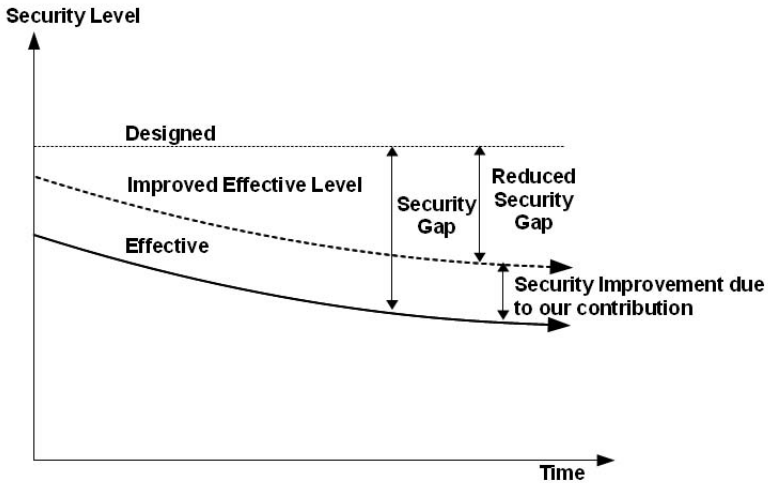 Security Level
Designed
Improved Effective Level
Effective
Security
Gap
Reduced
Security
Gap
Security Improvement due
to our contribution
Time